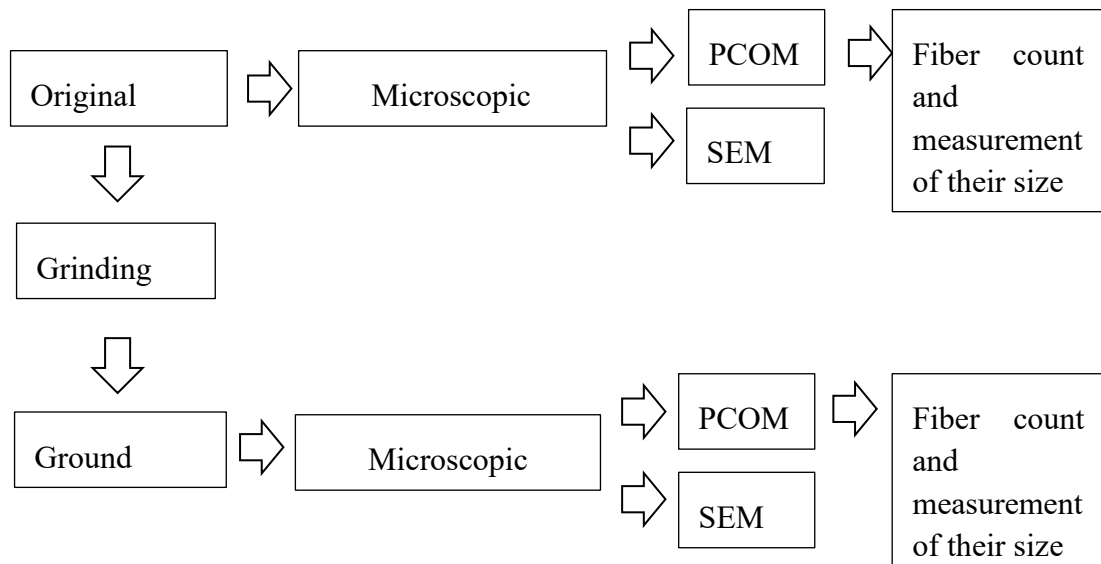 Original
Microscopic
PCOM
SEM
Fiber count
and
measurement
of their size
Grinding
Ground
Microscopic
PCOM
SEM
Fiber count
and
measurement
of their size